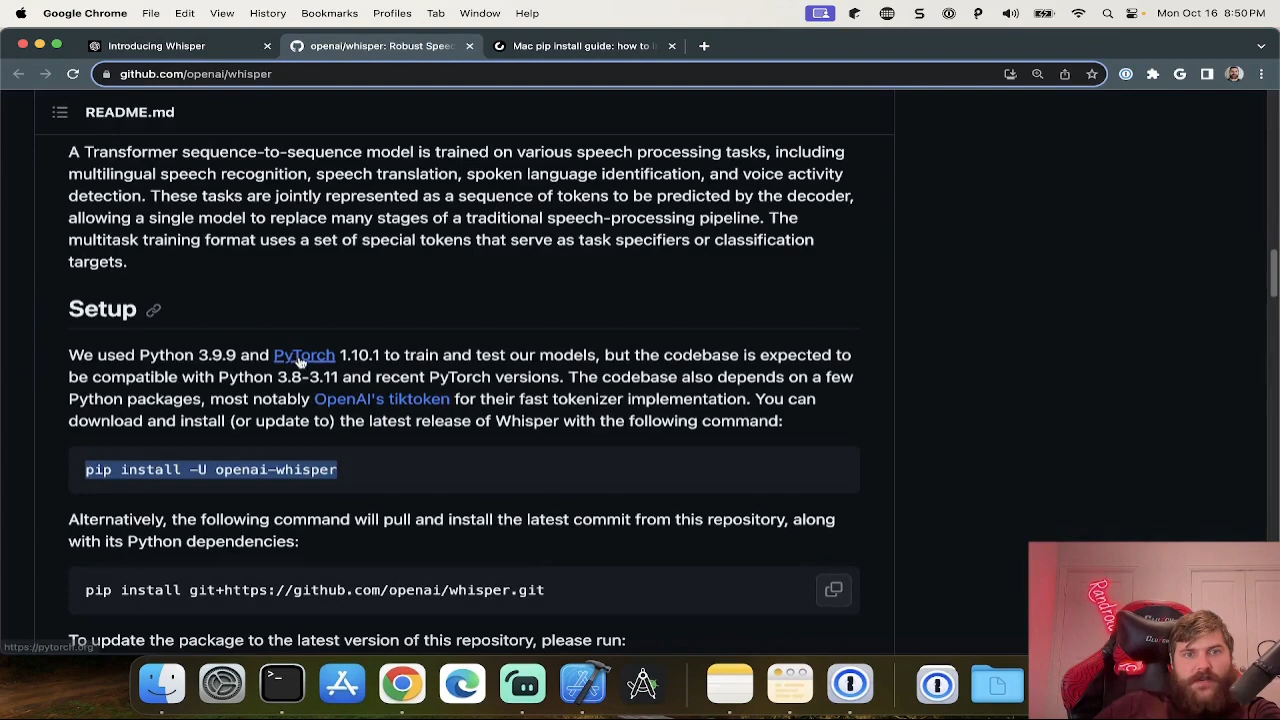 Google Chrome File Edit View History Bookmarks Profiles Tab Window Help Mon Oct 16 8:50:0
Introducing Whisper openai/whisper: Robust Spee Mac pip install guide: how to i
github.com/openai/whisper
README.md
A Transformer sequence-to-sequence model is trained on various speech processing tasks, including
multilingual speech recognition, speech translation, spoken language identification, and voice activity
detection. These tasks are jointly represented as a sequence of tokens to be predicted by the decoder,
allowing a single model to replace many stages of a traditional speech-processing pipeline. The
multitask training format uses a set of special tokens that serve as task specifiers or classification
targets.
Setup
We used Python 3.9.9 and PyTorch 1.10.1 to train and test our models, but the codebase is expected to
be compatible with Python 3.8-3.11 and recent PyTorch versions. The codebase also depends on a few
Python packages, most notably OpenAI's tiktoken for their fast tokenizer implementation. You can
download and install (or update to) the latest release of Whisper with the following command:
pip install -U openai-whisper
Alternatively, the following command will pull and install the latest commit from this repository, along
with its Python dependencies:
pip install git+https://github.com/openai/whisper.git
To update the package to the latest version of this repository, please run:
https://pytorch.org